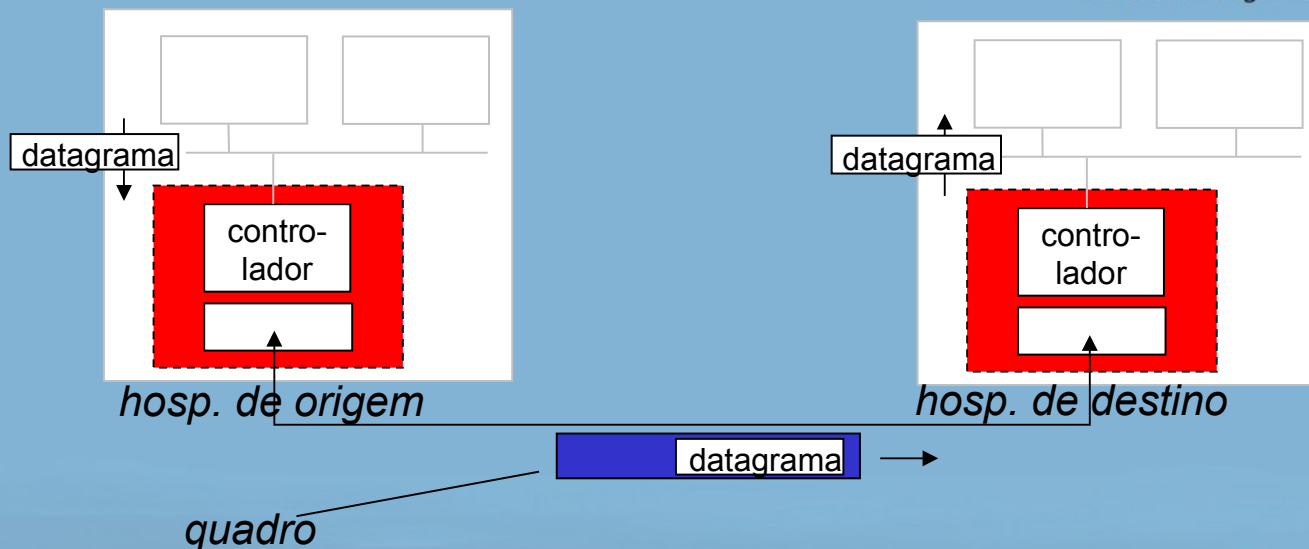 datagrama
datagrama
contro-
lador
contro-
lador
hosp. de origem
hosp. de destino
datagrama
quadro